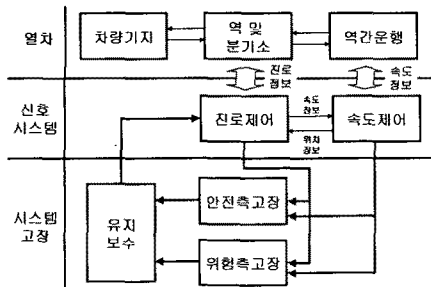 열차
차량기지
역 및
분기소
역간운행
진로
정보
속도
정보
신호
시스템
진로제어
속도
정보
위치
정보
속도제어
시스템
고장
유지
보수
안전측고장
위험측고장